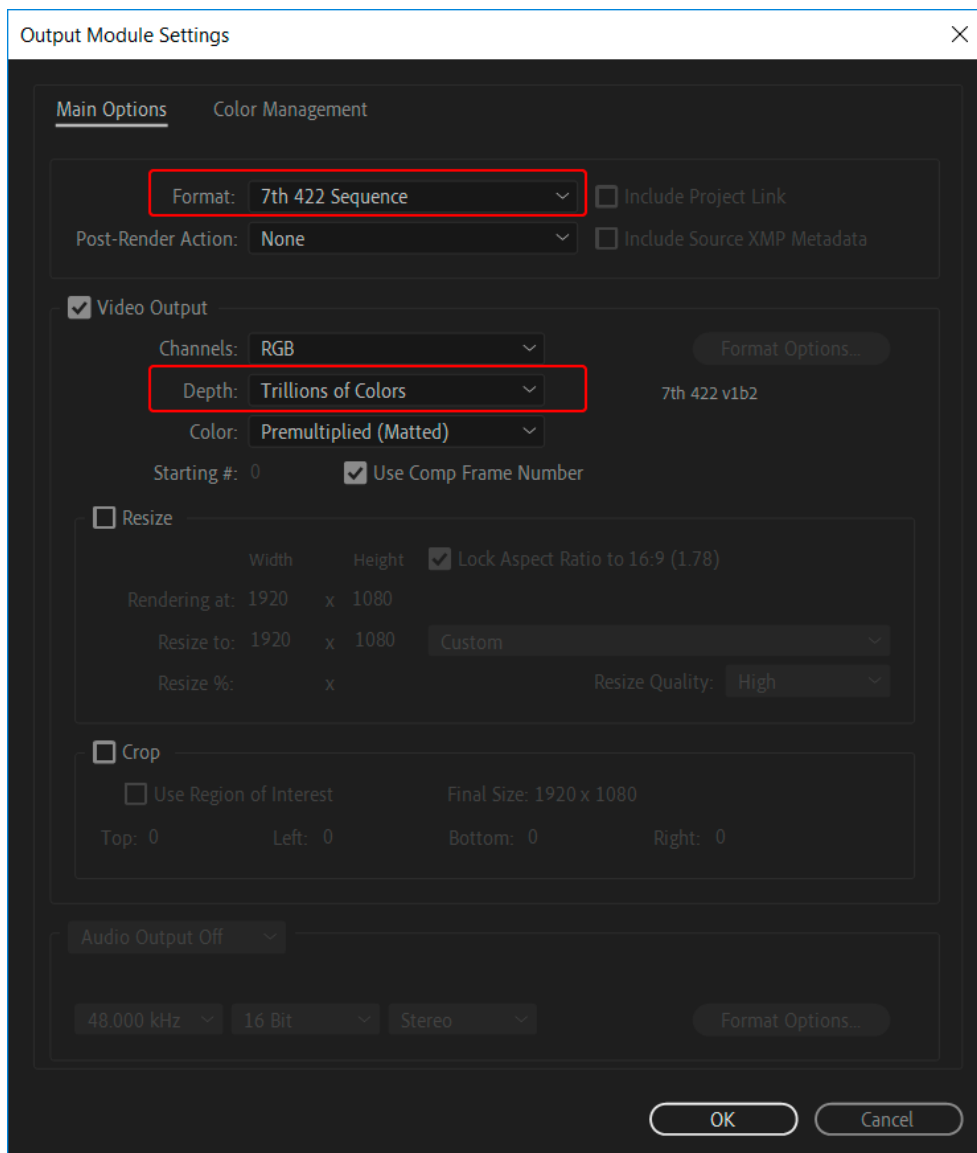 Output Module Settings
Main Options Color Management
Format: 7th 422 Sequence Include Project Link
Post-Render Action: None Include Source XMP Metadata
Video Output
Channels: RGB Format Options...
Depth: Trillions of Colors 7th 422 v1b2
Color: Premultiplied (Matted)
Starting #: 0 Use Comp Frame Number
Resize
Width Height Lock Aspect Ratio to 16:9 (1.78)
Rendering at: 1920 x 1080
Resize to: 1920 x 1080 Custom
Resize %: x Resize Quality: High
Crop
Use Region of Interest Final Size: 1920 x 1080
Top: 0 Left: 0 Bottom: 0 Right: 0
Audio Output Off
48.000 kHz 16 Bit Stereo Format Options...
OK Cancel